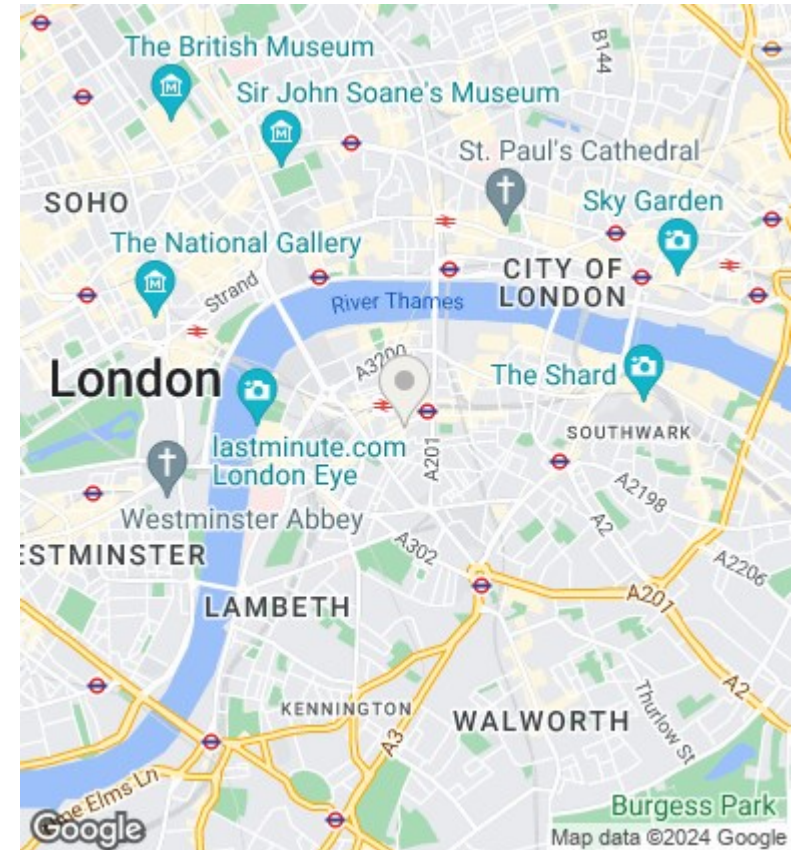 The British Museum
B144
Sir John Soane's Museum
St. Paul's Cathedral
SOHO
Sky Garden
The National Gallery
Strand
CITY OF
LONDON
River Thames
London
A3200
The Shard
lastminute.com
London Eye
A201
SOUTHWARK
Westminster Abbey
A2198
A2
A302
ESTMINSTER
A2206
A201
LAMBETH
A2
KENNINGTON
WALWORTH
Thurlow St
A3
me Elms Ln
Burgess Park
Google
Map data ©2024 Google